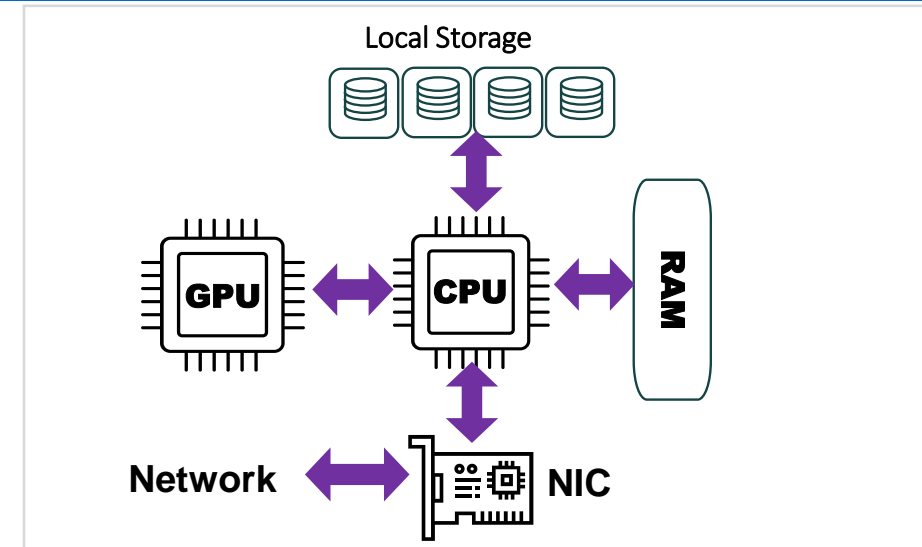 Local Storage
GPU
CPU
RAM
Network
NIC